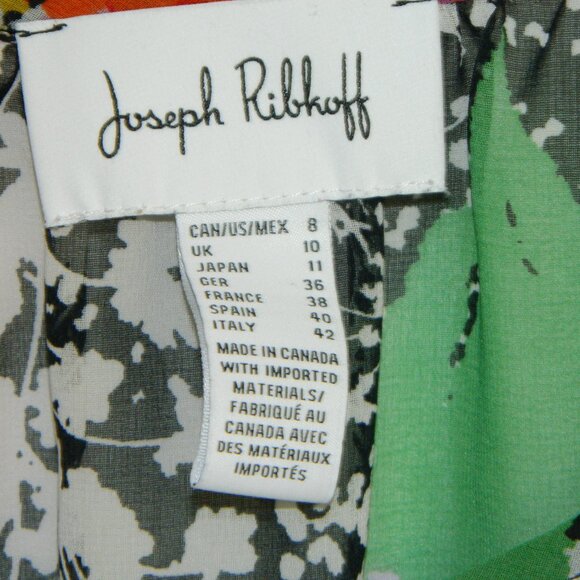 Joseph Ribkoff
CAN/US/MEX 8
UK 10
JAPAN 11
GER 36
FRANCE 38
SPAIN 40
ITALY 42
MADE IN CANADA
WITH IMPORTED
MATERIALS/
FABRIQUÉ AU
CANADA AVEC
DES MATÉRIAUX
IMPORTÉS